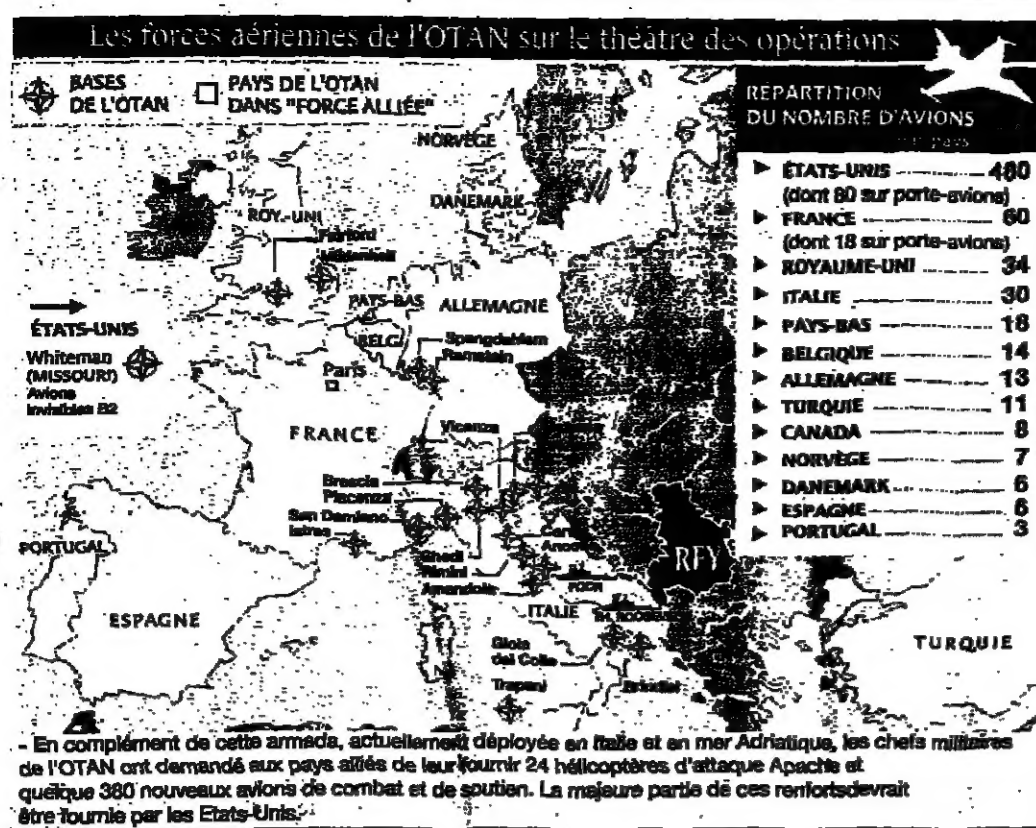 Les forces aériennes de l'OTAN sur le théâtre des opérations
BASES
DE L'OTAN
PAYS DE L'OTAN
DANS "FORCE ALLIÉE"
RÉPARTITION
DU NOMBRE D'AVIONS
ÉTATS-UNIS 480
(dont 80 sur porte-avions)
FRANCE 60
(dont 18 sur porte-avions)
ROYAUME-UNI 34
ITALIE 30
PAYS-BAS 18
BELGIQUE 14
ALLEMAGNE 13
TURQUIE 11
CANADA 8
NORVÈGE 7
DANEMARK 6
ESPAGNE 6
PORTUGAL 3
NORVÈGE
DANEMARK
ROY.-UNI
Fairford
Mildenhall
PAYS-BAS
ALLEMAGNE
BELG.
ÉTATS-UNIS
Whiteman
(MISSOURI)
Avions
invisibles B2
Spangdahlem
Ramstein
Paris
FRANCE
Vicenza
Brescia
Piacenza
San Damiano
Istres
Ghedi
Rimini
Amendola
PORTUGAL
ESPAGNE
ITALIE
RFY
Gioia
del Colle
Trapani
Brindisi
TURQUIE
- En complément de cette armada, actuellement déployée en Italie et en mer Adriatique, les chefs militaires
de l'OTAN ont demandé aux pays alliés de leur fournir 24 hélicoptères d'attaque Apache et
quelque 380 nouveaux avions de combat et de soutien. La majeure partie de ces renfortsdevrait
être fournie par les Etats-Unis.